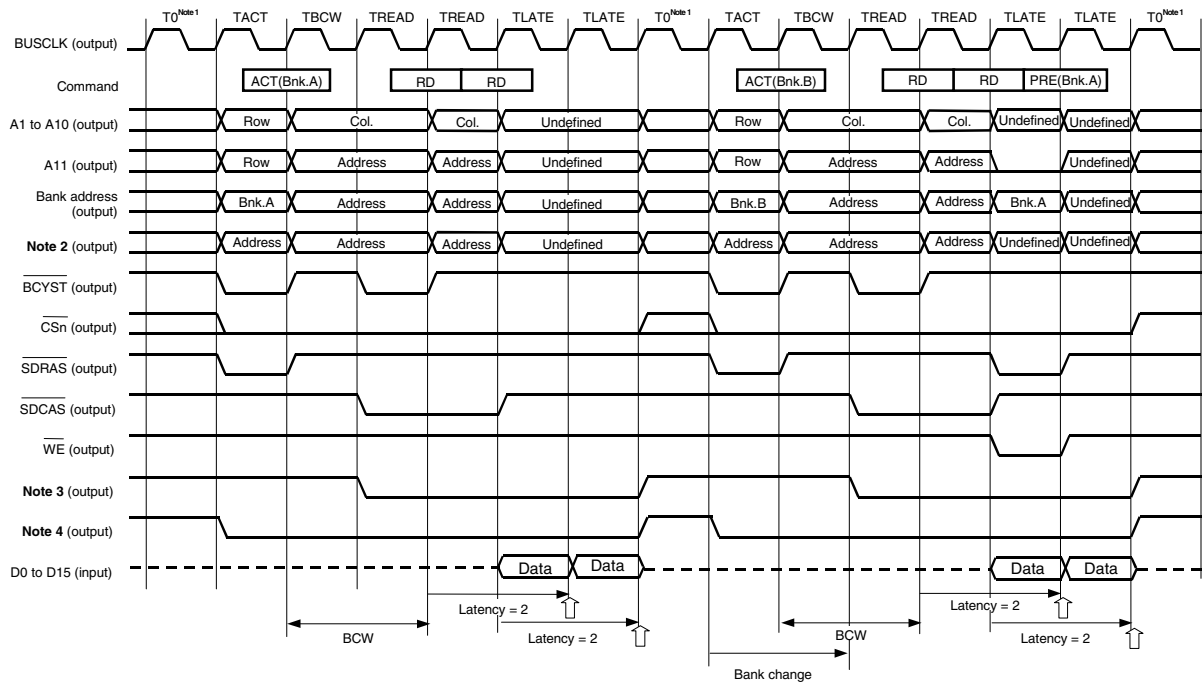 T0Note 1 TACT TBCW TREAD TREAD TLATE TLATE T0Note 1 TACT TBCW TREAD TREAD TLATE TLATE T0Note 1
BUSCLK (output)
Command ACT(Bnk.A) RD RD ACT(Bnk.B) RD RD PRE(Bnk.A)
A1 to A10 (output) Row Col. Col. Undefined Row Col. Col. Undefined Undefined
A11 (output) Row Address Address Undefined Row Address Address Undefined
Bank address
(output) Bnk.A Address Address Undefined Bnk.B Address Address Bnk.A Undefined
Note 2 (output) Address Address Address Undefined Address Address Address Undefined Undefined
BCYST (output)
CSn (output)
SDRAS (output)
SDCAS (output)
WE (output)
Note 3 (output)
Note 4 (output)
D0 to D15 (input) Data Data Data Data
Latency = 2 Latency = 2
BCW Latency = 2 BCW Latency = 2
Bank change